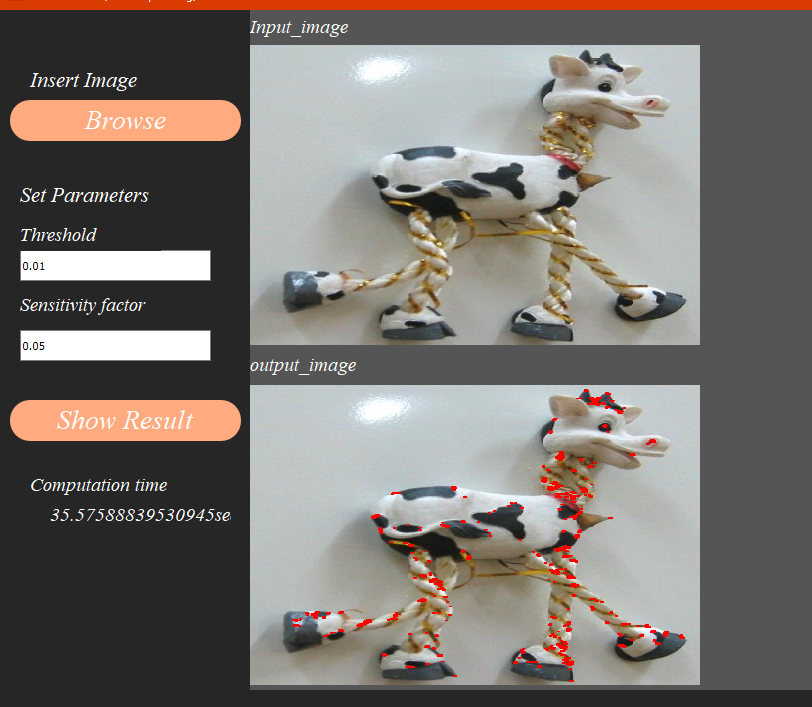 Insert Image
Browse
Set Parameters
Threshold
0.01
Sensitivity factor
0.05
Show Result
Computation time
35.57588839530945se
Input_image
output_image